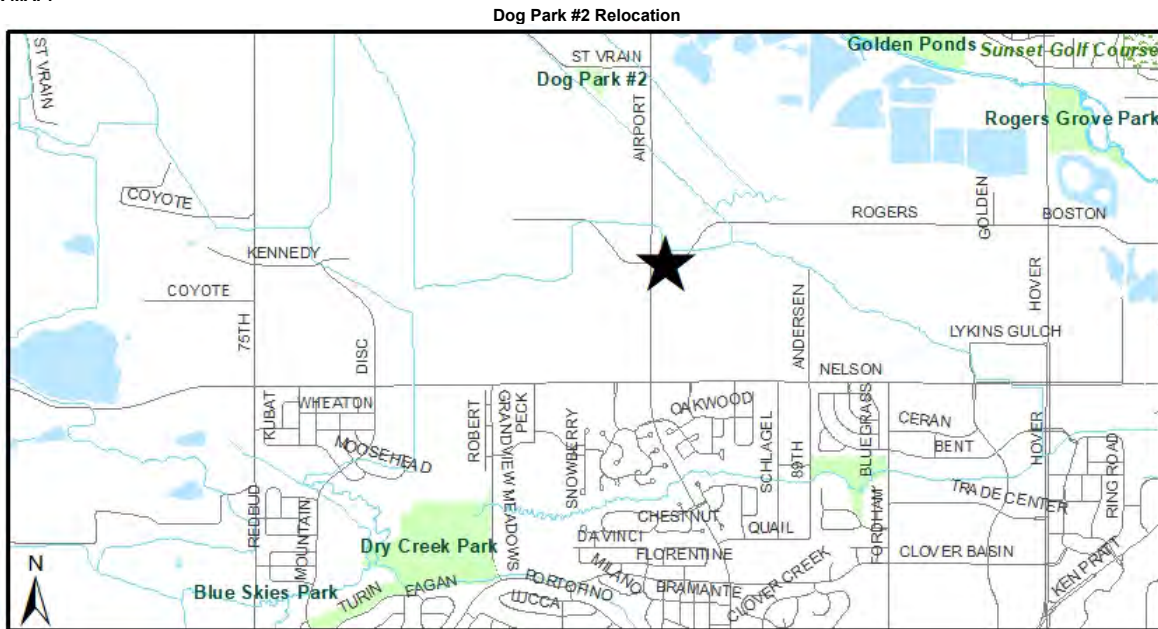 Dog Park #2 Relocation
ST VRAIN
ST VRAIN
Golden Ponds
Sunset Golf Course
Dog Park #2
AIRPORT
Rogers Grove Park
COYOTE
GOLDEN
ROGERS
BOSTON
KENNEDY
COYOTE
HOVER
ANDERSEN
LYKINS GULCH
75TH
DISC
NELSON
KUBAT
WHEATON
ROBERT
GRANDVIEW MEADOWS
PECK
SNOWBERRY
OAKWOOD
SCHLAGEL
BLUEGRASS
CERAN
BENT
HOVER
RING ROAD
MOOSEHEAD
89TH
REDBUD
MOUNTAIN
CHESTNUT
QUAIL
FORDHAM
TRADE CENTER
DAVINCI
FLORENTINE
CLOVER BASIN
Dry Creek Park
N
Blue Skies Park
TURIN
FAGAN
PORTOFINO
LUCCA
MILANO
BRAMANTE
CLOVER CREEK
KEN PRATT